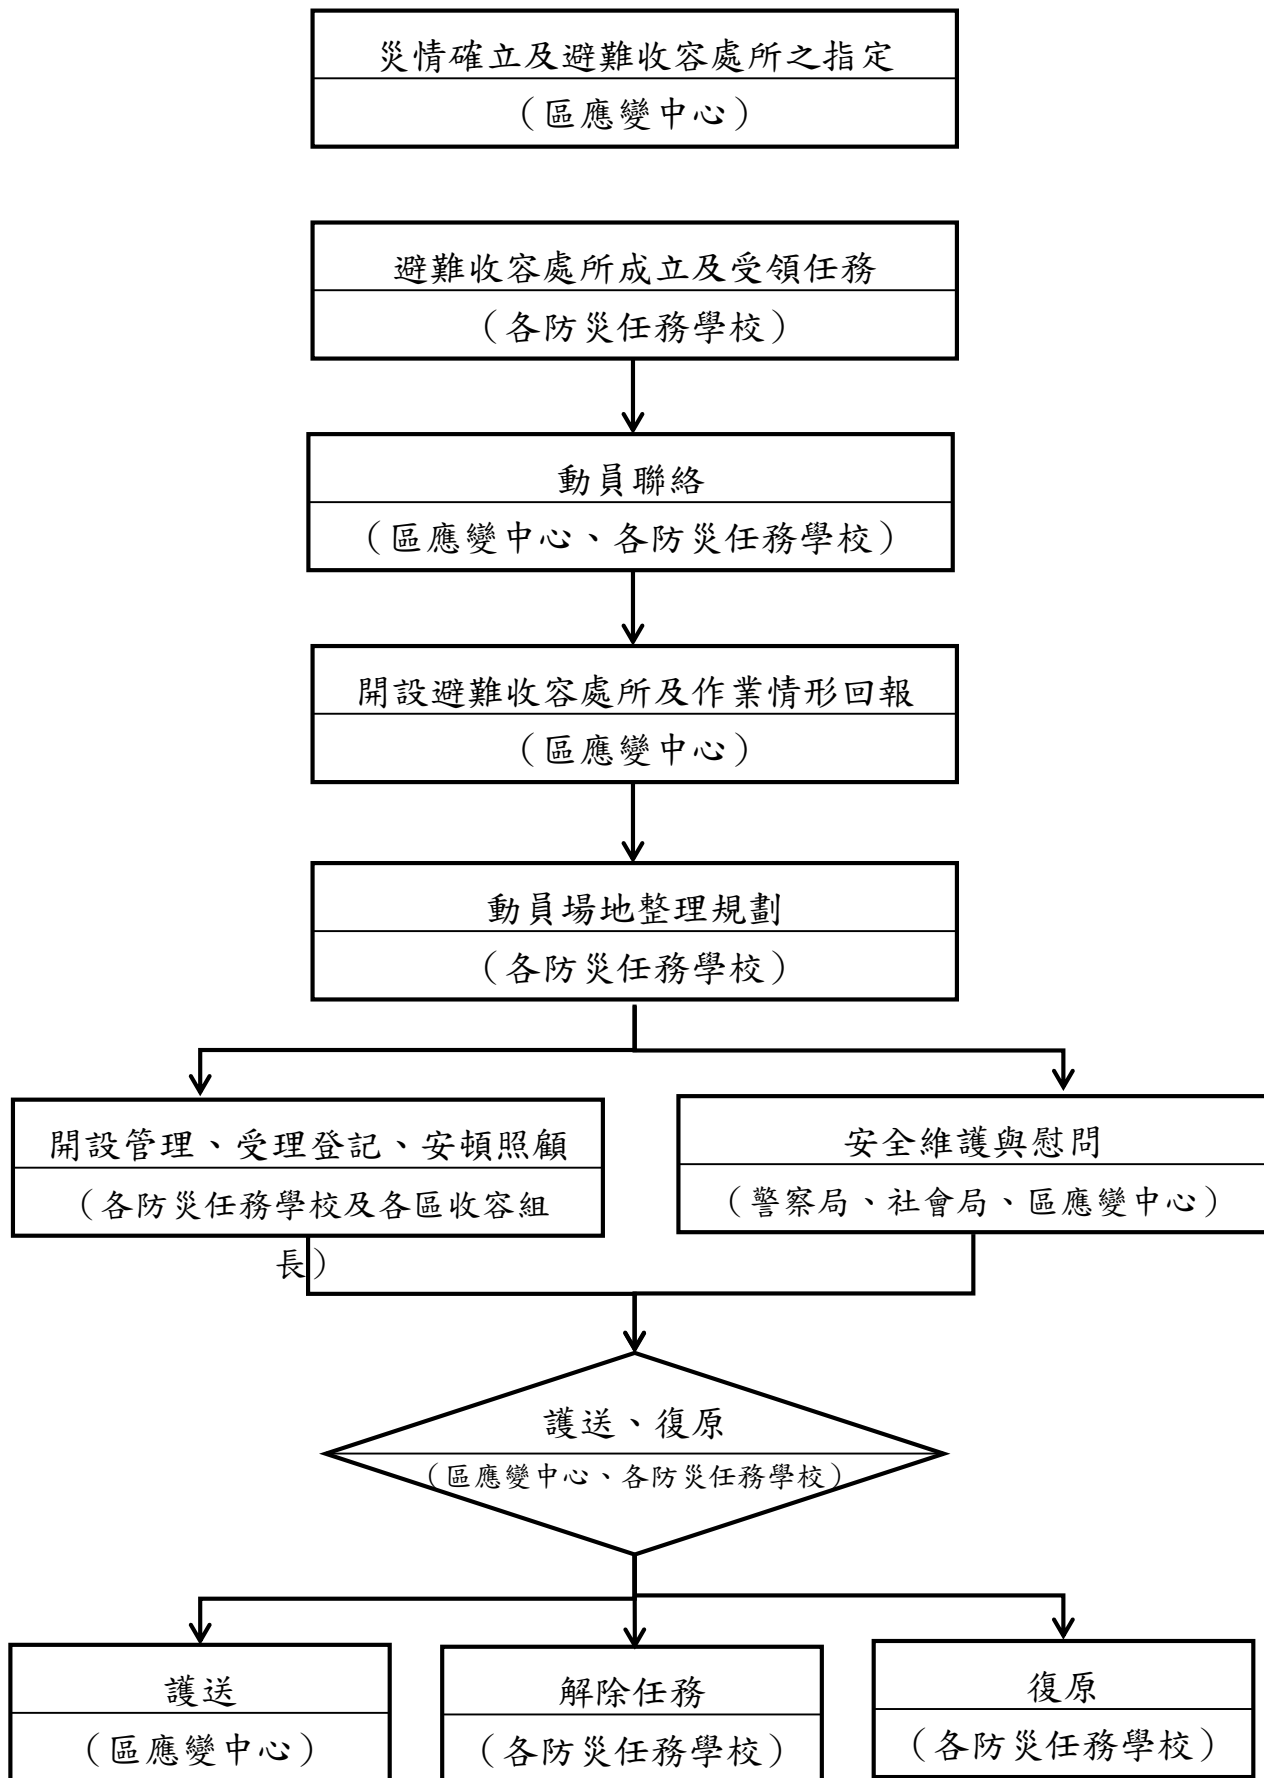 災情確立及避難收容處所之指定
（區應變中心）
避難收容處所成立及受領任務
（各防災任務學校）
動員聯絡
（區應變中心、各防災任務學校）
開設避難收容處所及作業情形回報
（區應變中心）
動員場地整理規劃
（各防災任務學校）
開設管理、受理登記、安頓照顧
（各防災任務學校及各區收容組
長）
安全維護與慰問
（警察局、社會局、區應變中心）
護送、復原
（區應變中心、各防災任務學校）
護送
（區應變中心）
解除任務
（各防災任務學校）
復原
（各防災任務學校）